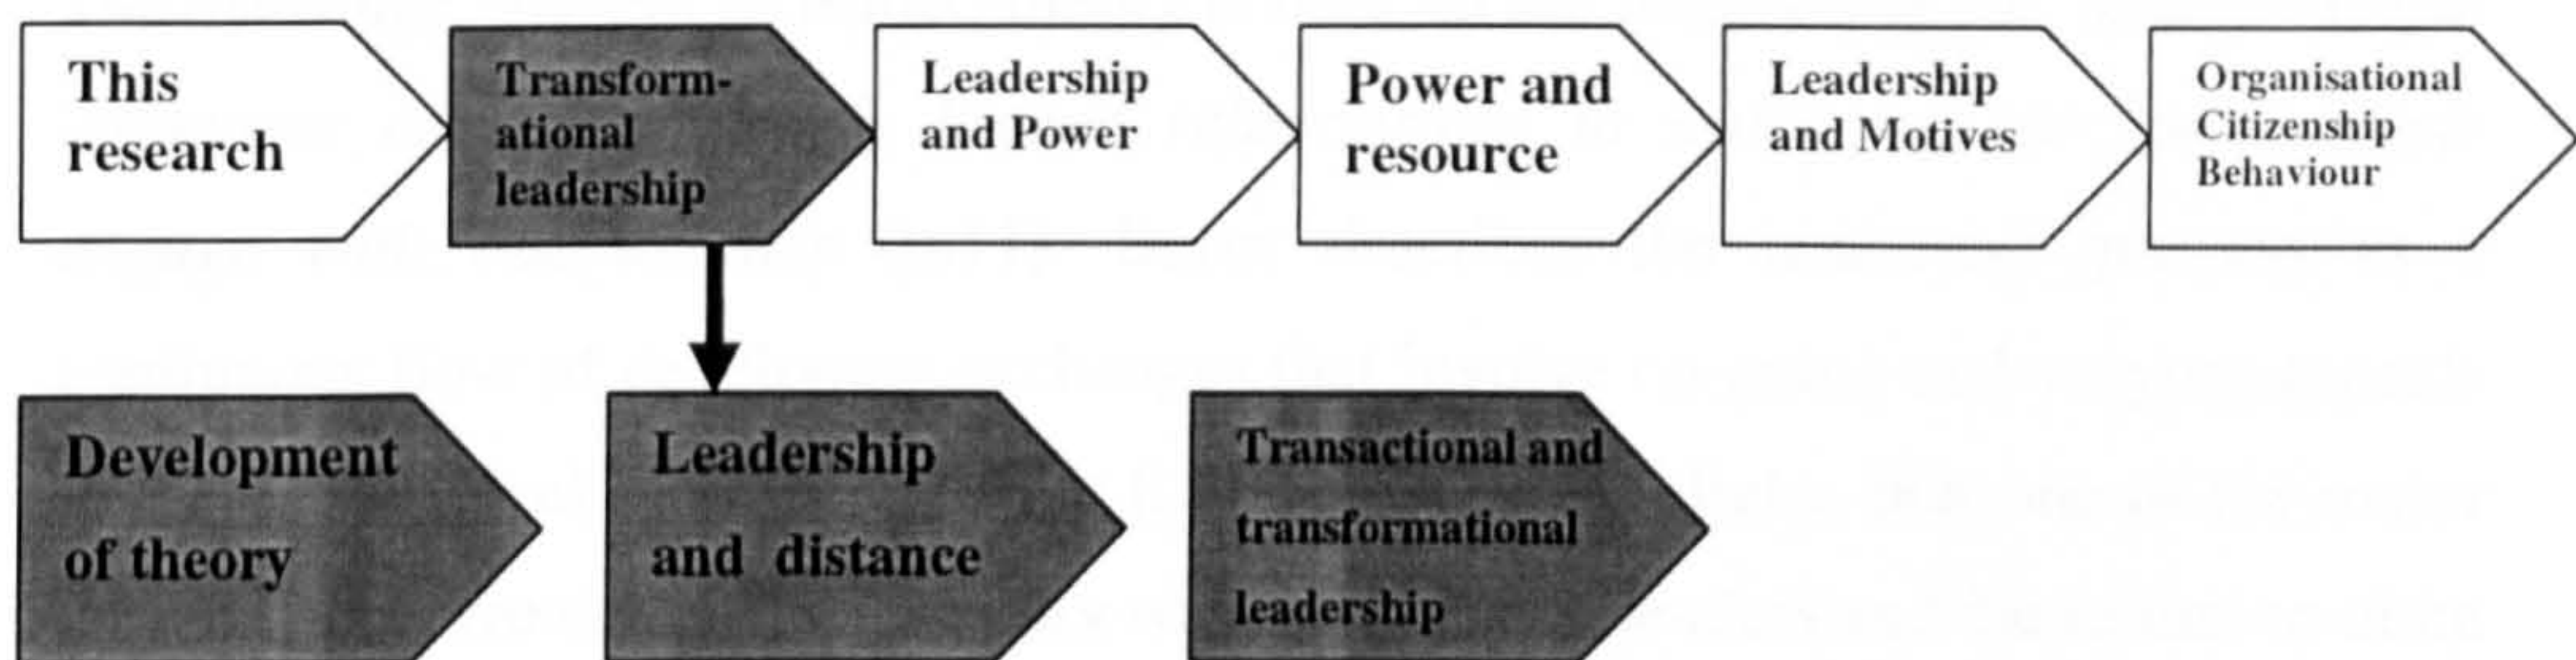 This
research
Transform-
ational
leadership
Leadership
and Power
Power and
resource
Leadership
and Motives
Organisational
Citizenship
Behaviour
Development
of theory
Leadership
and distance
Transactional and
transformational
leadership